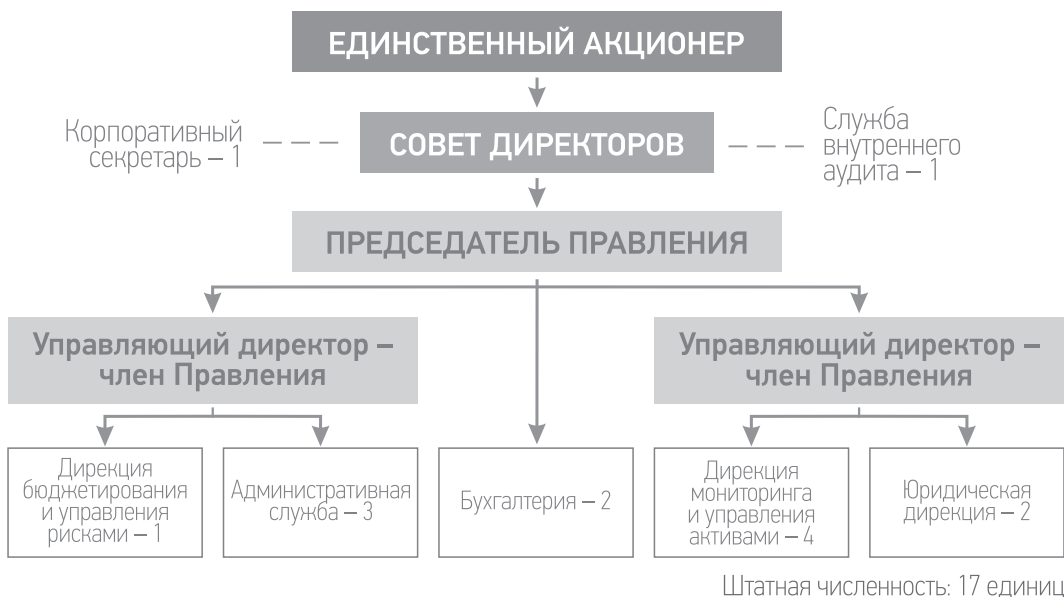 ЕДИНСТВЕННЫЙ АКЦИОНЕР
Корпоративный
секретарь – 1
СОВЕТ ДИРЕКТОРОВ
Служба
внутреннего
аудита – 1
ПРЕДСЕДАТЕЛЬ ПРАВЛЕНИЯ
Управляющий директор –
член Правления
Управляющий директор –
член Правления
Дирекция
бюджетирования
и управления
рисками – 1
Административная
служба – 3
Бухгалтерия – 2
Дирекция
мониторинга
и управления
активами – 4
Юридическая
дирекция – 2
Штатная численность: 17 единиц